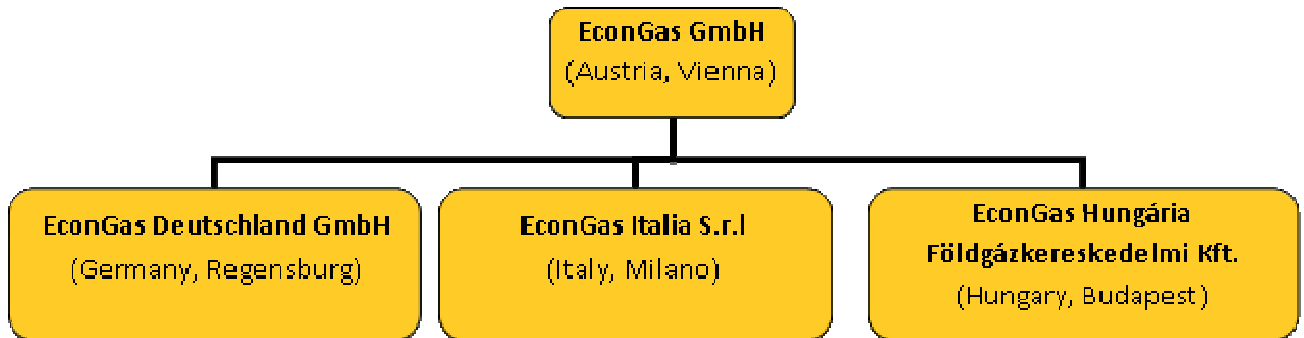 EconGas GmbH
(Austria, Vienna)
EconGas Deutschland GmbH
(Germany, Regensburg)
EconGas Italia S.r.l
(Italy, Milano)
EconGas Hungária
Földgázkereskedelmi Kft.
(Hungary, Budapest)